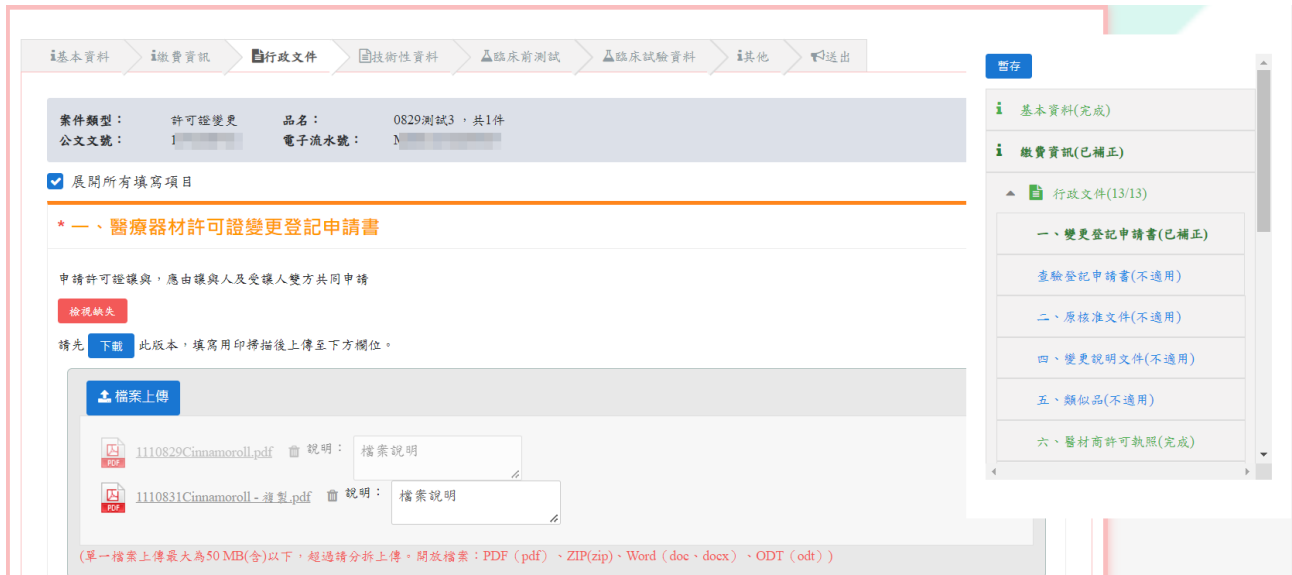 基本資料 繳費資訊 行政文件 技術性資料 臨床前測試 臨床試驗資料 其他 送出
案件類型： 許可證變更 品名： 0829測試3 ，共1件
公文文號： 1 電子流水號：
展開所有填寫項目
* 一、醫療器材許可證變更登記申請書
申請許可證讓與，應由讓與人及受讓人雙方共同申請
檢視缺失
請先 下載 此版本，填寫用印掃描後上傳至下方欄位。
檔案上傳
1110829Cinnamoroll.pdf 說明： 檔案說明
1110831Cinnamoroll - 複製.pdf 說明： 檔案說明
(單一檔案上傳最大為50 MB(含)以下，超過請分拆上傳。開放檔案：PDF（pdf）、ZIP(zip)、Word（doc、docx）、ODT（odt）)
暫存
基本資料(完成)
繳費資訊(已補正)
行政文件(13/13)
一、變更登記申請書(已補正)
查驗登記申請書(不適用)
二、原核准文件(不適用)
四、變更說明文件(不適用)
五、類似品(不適用)
六、醫材商許可執照(完成)